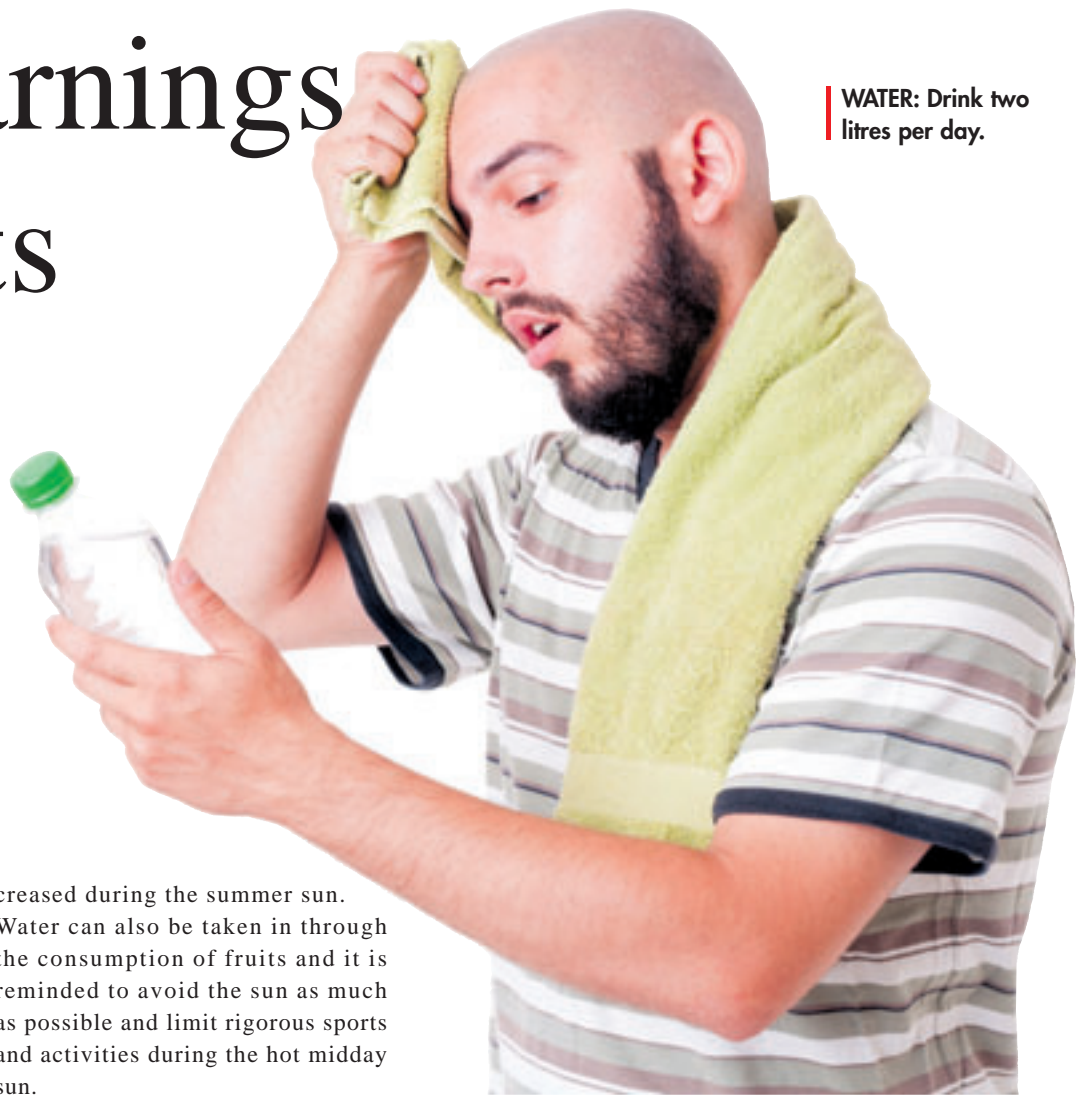 arnings
ts
WATER: Drink two
litres per day.
creased during the summer sun.
Water can also be taken in through
the consumption of fruits and it is
reminded to avoid the sun as much
as possible and limit rigorous sports
and activities during the hot midday
sun.